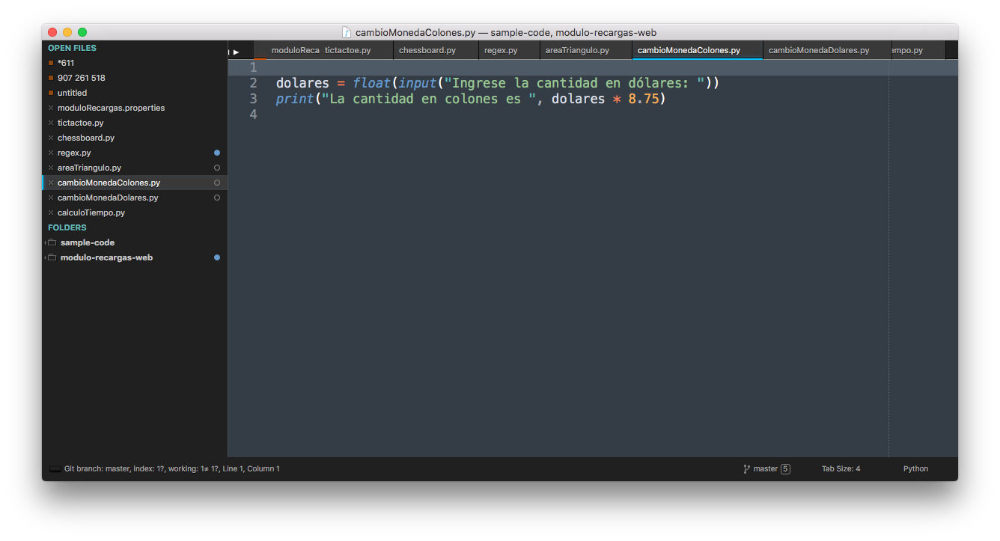 cambioMonedaColones.py — sample-code, modulo-recargas-web
OPEN FILES
*611
907 261 518
untitled
moduloRecargas.properties
tictactoe.py
chessboard.py
regex.py
areaTriangulo.py
cambioMonedaColones.py
cambioMonedaDolares.py
calculoTiempo.py
FOLDERS
sample-code
modulo-recargas-web
moduloReca tictactoe.py chessboard.py regex.py areaTriangulo.py cambioMonedaColones.py cambioMonedaDolares.py empo.py
1
2 dolares = float(input("Ingrese la cantidad en dólares: "))
3 print("La cantidad en colones es ", dolares * 8.75)
4
Git branch: master, index: 1?, working: 1≠ 1?, Line 1, Column 1
master 5 Tab Size: 4 Python